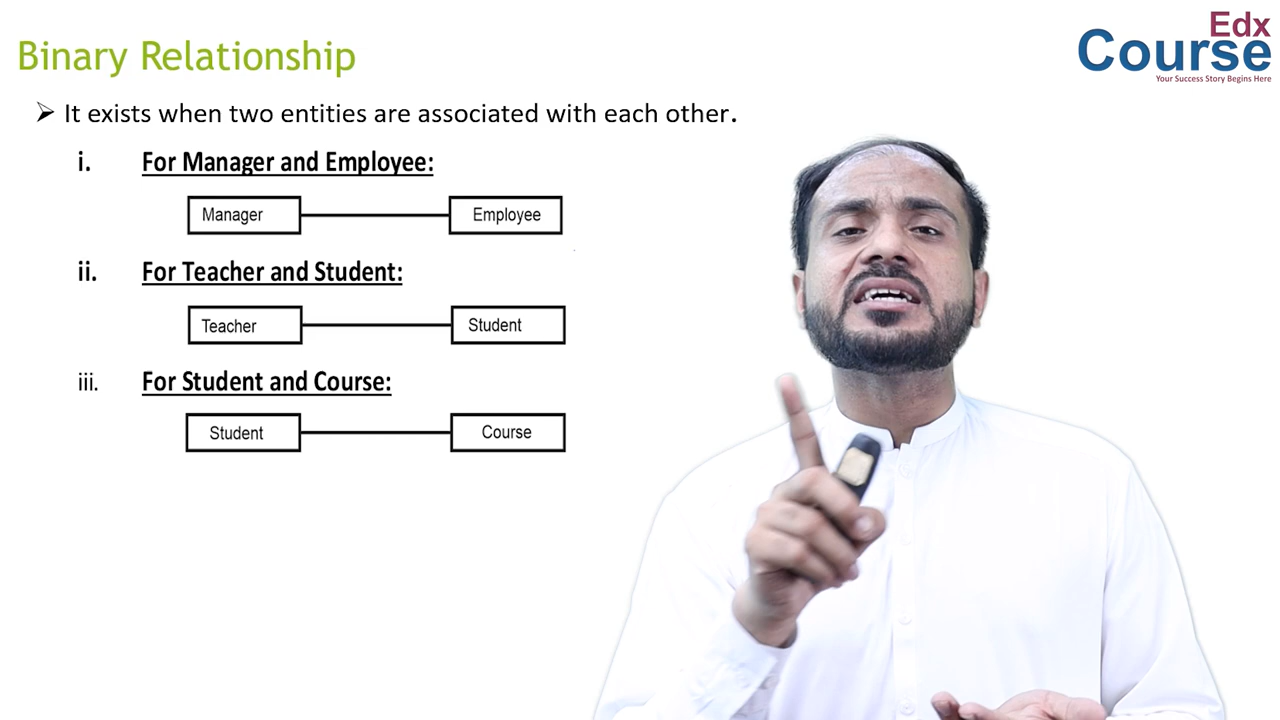 Binary Relationship
Edx
Course
Your Success Story Begins Here
➢ It exists when two entities are associated with each other.
i. For Manager and Employee:
Manager Employee
ii. For Teacher and Student:
Teacher Student
iii. For Student and Course:
Student Course